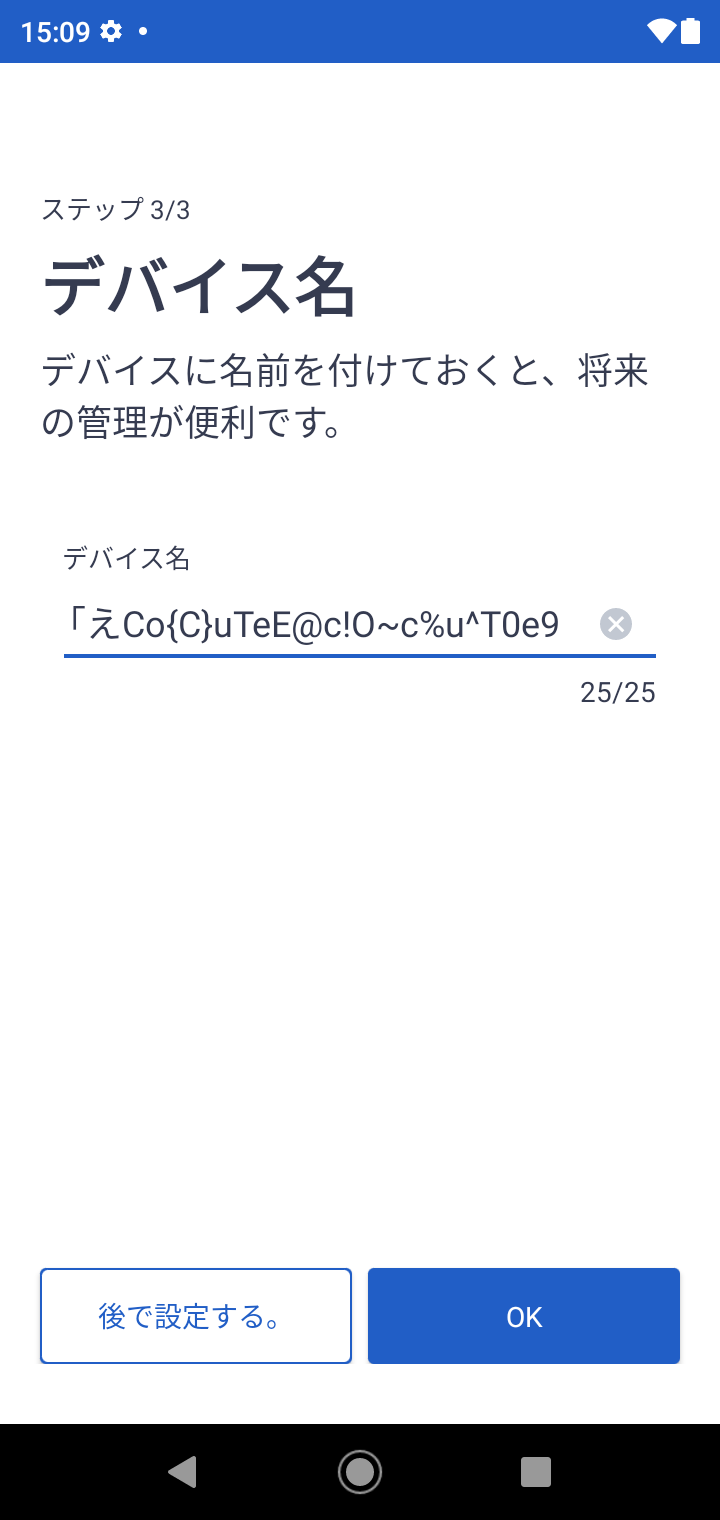 15:09
ステップ 3/3
デバイス名
デバイスに名前を付けておくと、将来
の管理が便利です。
デバイス名
「えCo{C}uTeE@c!O~c%u^T0e9
25/25
後で設定する。
OK